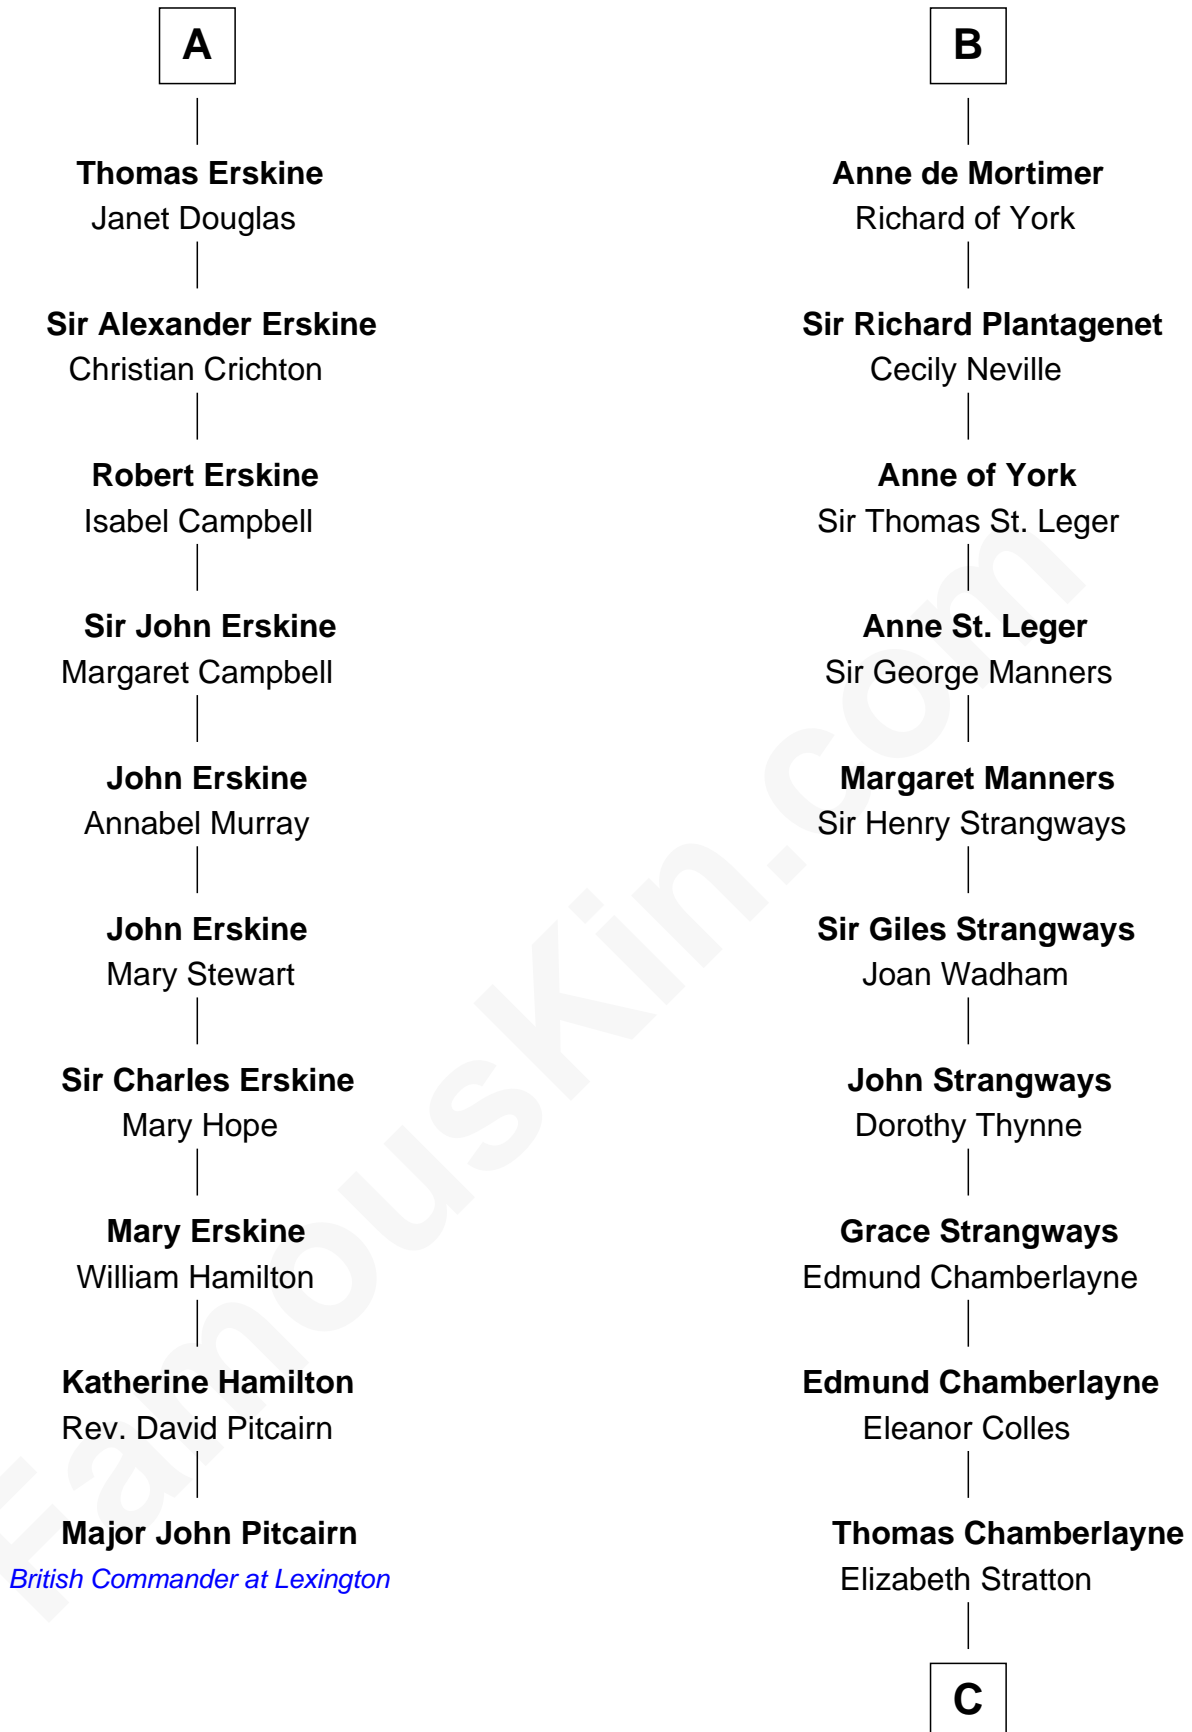 A
Thomas Erskine
Janet Douglas
Sir Alexander Erskine
Christian Crichton
Robert Erskine
Isabel Campbell
Sir John Erskine
Margaret Campbell
John Erskine
Annabel Murray
John Erskine
Mary Stewart
Sir Charles Erskine
Mary Hope
Mary Erskine
William Hamilton
Katherine Hamilton
Rev. David Pitcairn
Major John Pitcairn
British Commander at Lexington
B
Anne de Mortimer
Richard of York
Sir Richard Plantagenet
Cecily Neville
Anne of York
Sir Thomas St. Leger
Anne St. Leger
Sir George Manners
Margaret Manners
Sir Henry Strangways
Sir Giles Strangways
Joan Wadham
John Strangways
Dorothy Thynne
Grace Strangways
Edmund Chamberlayne
Edmund Chamberlayne
Eleanor Colles
Thomas Chamberlayne
Elizabeth Stratton
C
FamousKin.com